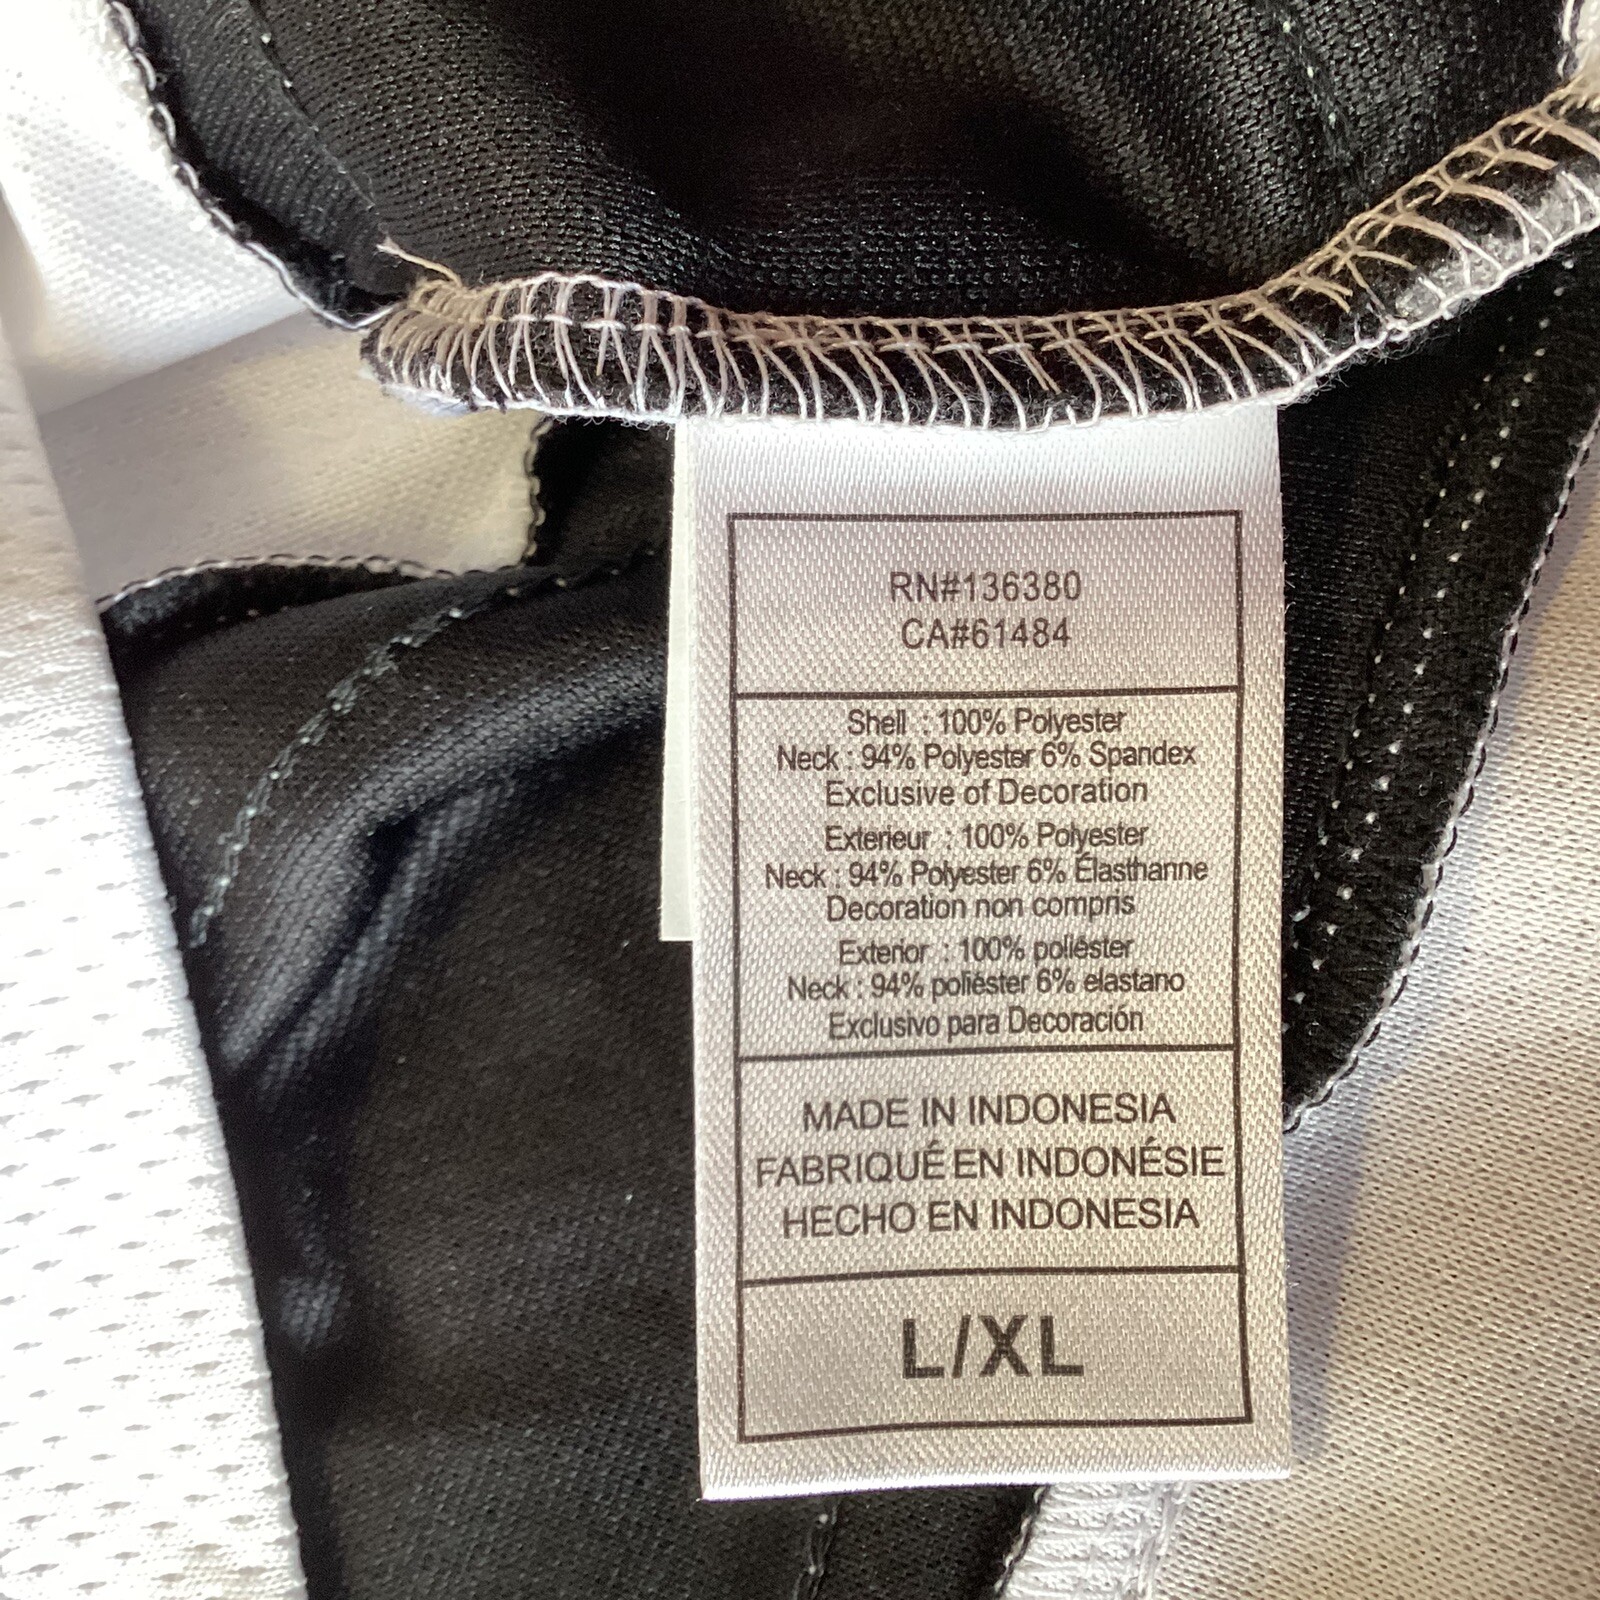 RN#136380
CA#61484
Shell : 100% Polyester
Neck : 94% Polyester 6% Spandex
Exclusive of Decoration
Exterieur : 100% Polyester
Neck : 94% Polyester 6% Élasthanne
Decoration non compris
Exterior : 100% poliéster
Neck : 94% poliéster 6% elastano
Exclusivo para Decoración
MADE IN INDONESIA
FABRIQUÉ EN INDONÉSIE
HECHO EN INDONESIA
L/XL